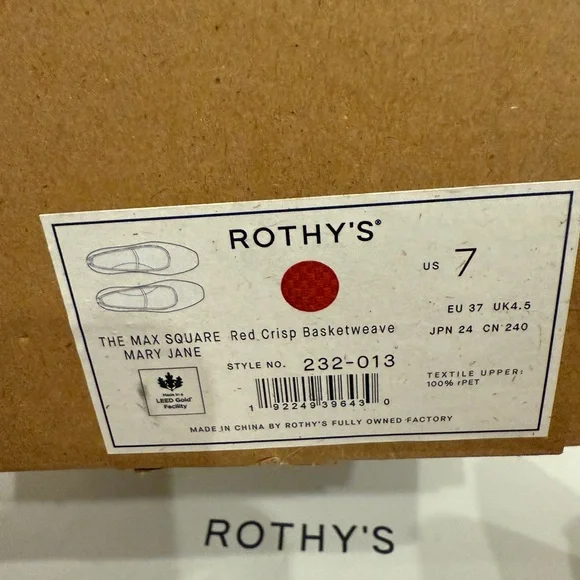 ROTHY'S®
US 7
EU 37 UK4.5
JPN 24 CN 240
THE MAX SQUARE
MARY JANE
Red Crisp Basketweave
STYLE NO. 232-013
TEXTILE UPPER:
100% rPET
Made in a
LEED Gold®
Facility
1 92249 39643 0
MADE IN CHINA BY ROTHY'S FULLY OWNED FACTORY
ROTHY'S